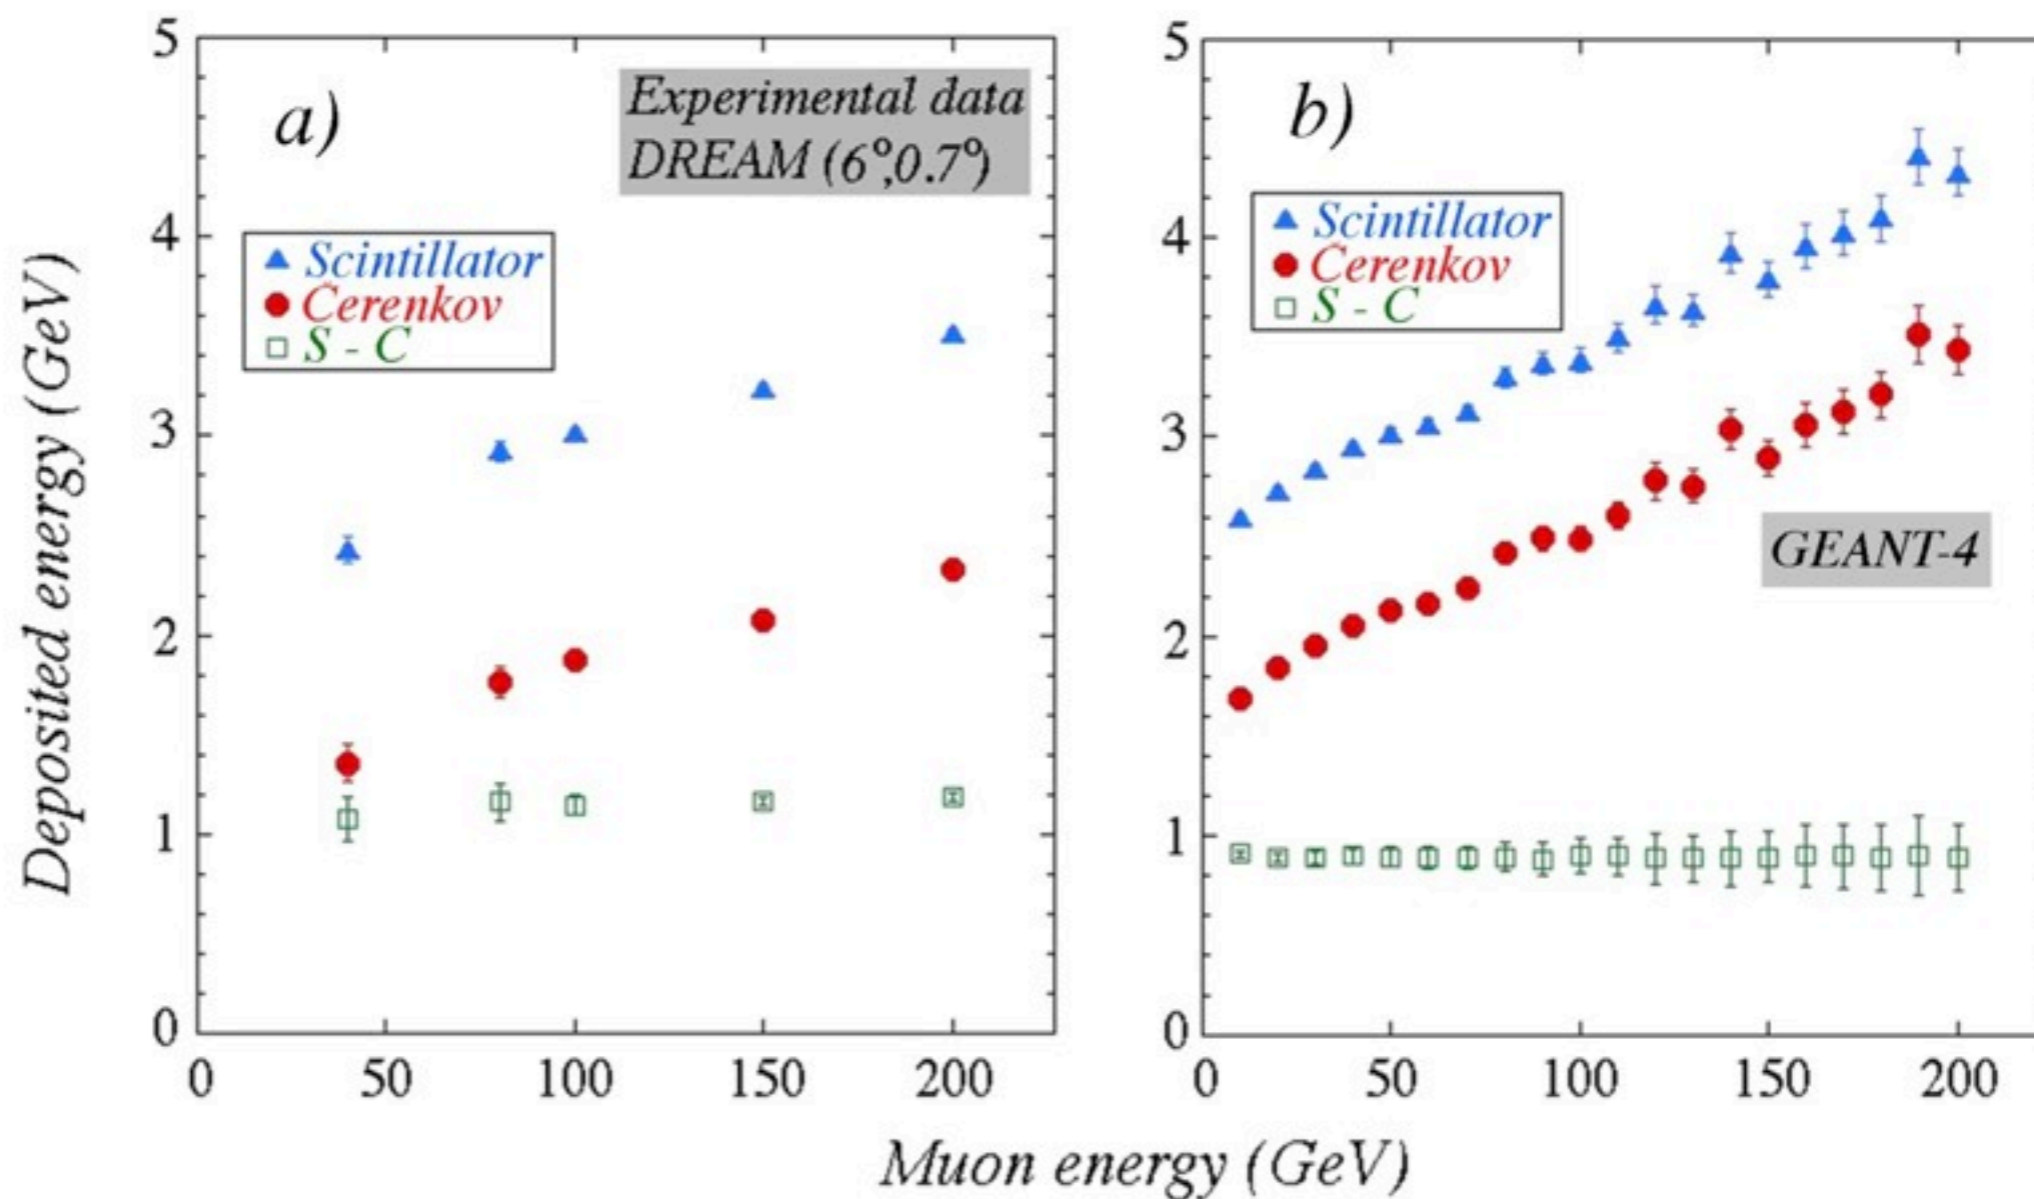 5
4
3
2
1
0
0 50 100 150 200
a)
Experimental data
DREAM (6°,0.7°)
Scintillator
Čerenkov
S - C
Deposited energy (GeV)
5
4
3
2
1
0
0 50 100 150 200
b)
Scintillator
Čerenkov
S - C
GEANT-4
Muon energy (GeV)